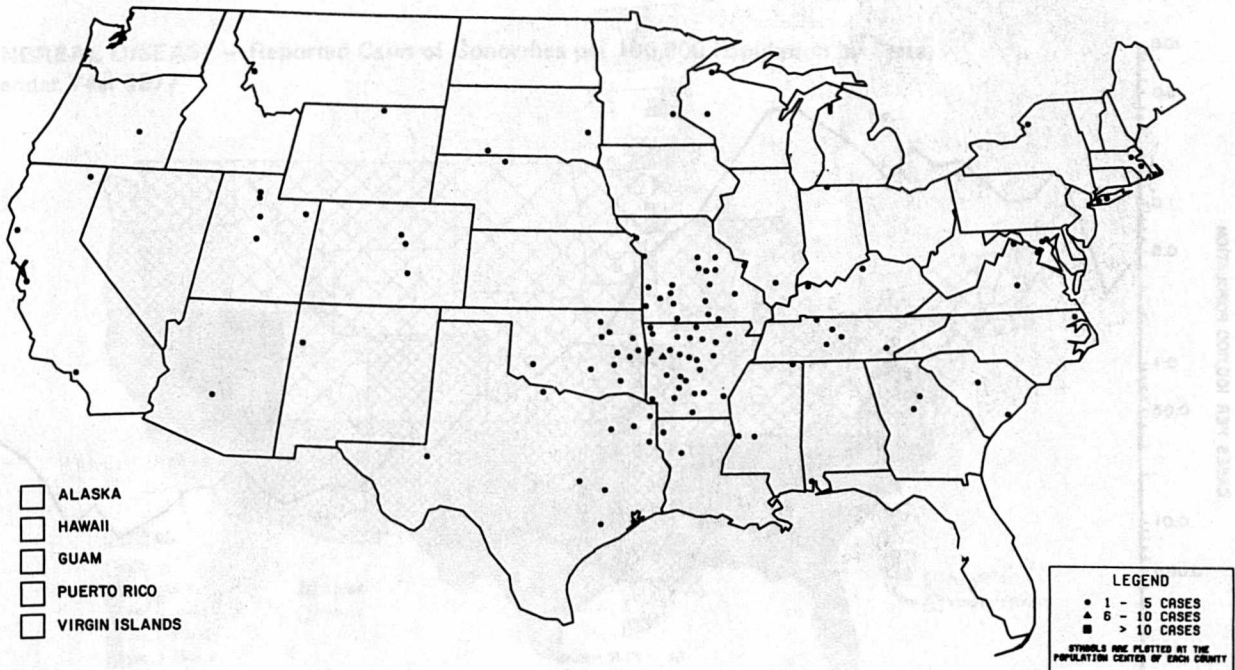 ALASKA
HAWAII
GUAM
PUERTO RICO
VIRGIN ISLANDS
LEGEND
● 1 - 5 CASES
▲ 6 - 10 CASES
■ > 10 CASES
SYMBOLS ARE PLOTTED AT THE
POPULATION CENTER OF EACH COUNTY